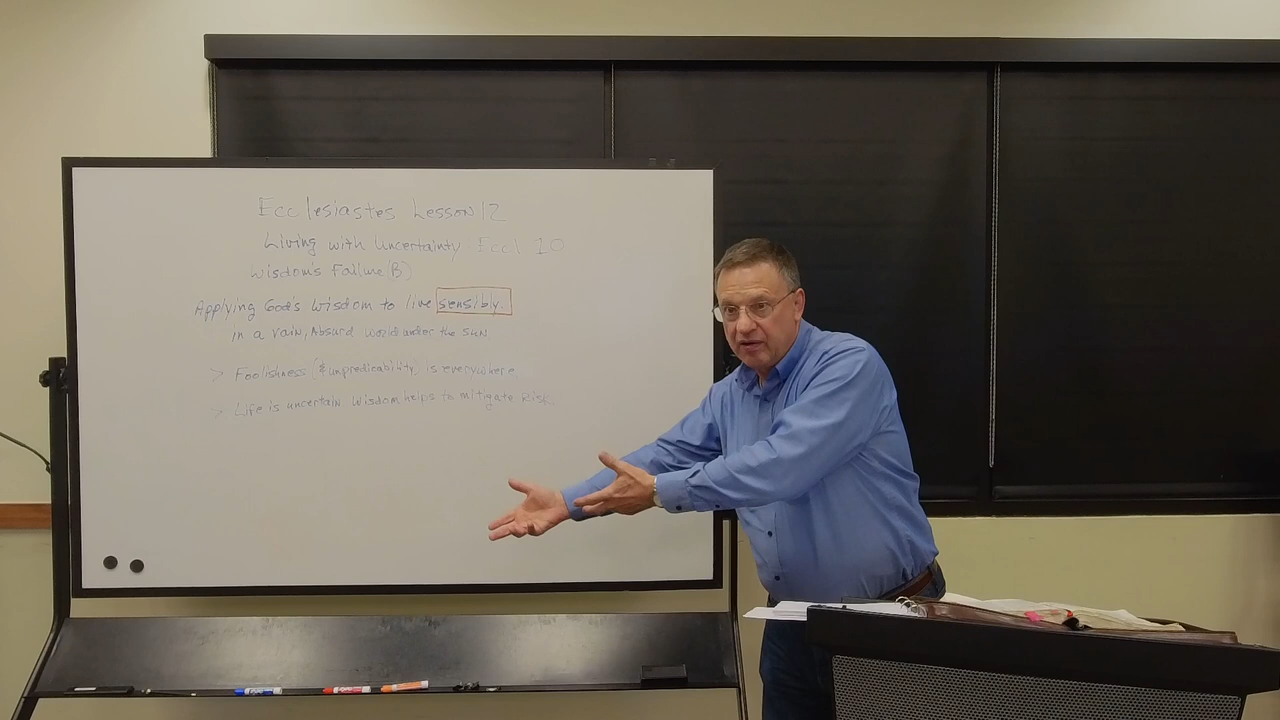 Ecclesiastes Lesson 12
Living with Uncertainty Eccl 10
Wisdom's Failure (B)
Applying God's Wisdom to live sensibly.
in a vain, Absurd World under the SUN
> Foolishness (& unpredicability) is everywhere.
> Life is uncertain Wisdom helps to mitigate Risk.